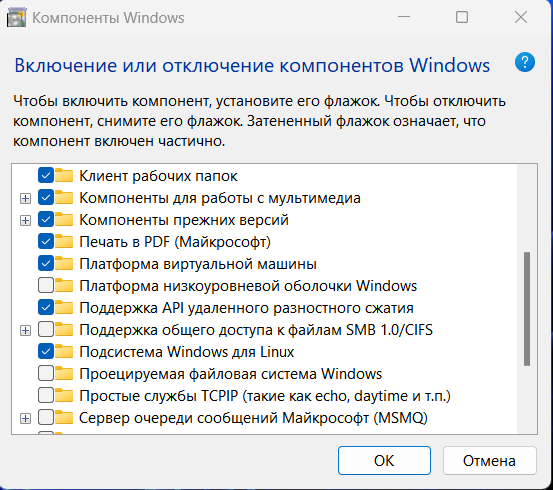 Компоненты Windows
Включение или отключение компонентов Windows
?
Чтобы включить компонент, установите его флажок. Чтобы отключить
компонент, снимите его флажок. Затененный флажок означает, что
компонент включен частично.
Клиент рабочих папок
Компоненты для работы с мультимедиа
Компоненты прежних версий
Печать в PDF (Майкрософт)
Платформа виртуальной машины
Платформа низкоуровневой оболочки Windows
Поддержка API удаленного разностного сжатия
Поддержка общего доступа к файлам SMB 1.0/CIFS
Подсистема Windows для Linux
Проецируемая файловая система Windows
Простые службы TCPIP (такие как echo, daytime и т.п.)
Сервер очереди сообщений Майкрософт (MSMQ)
ОК
Отмена